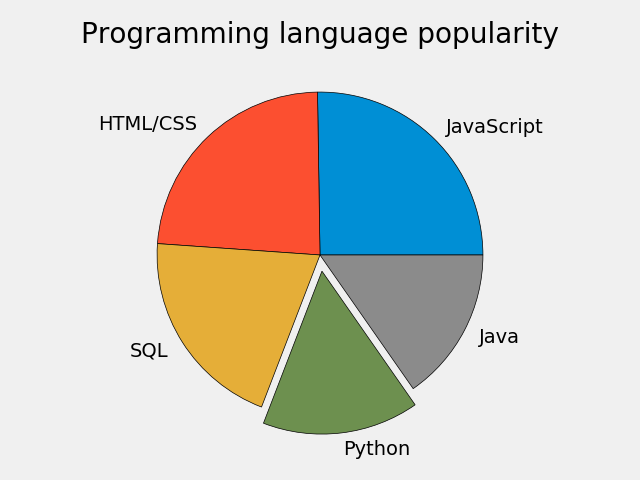 Programming language popularity
HTML/CSS
JavaScript
SQL
Java
Python